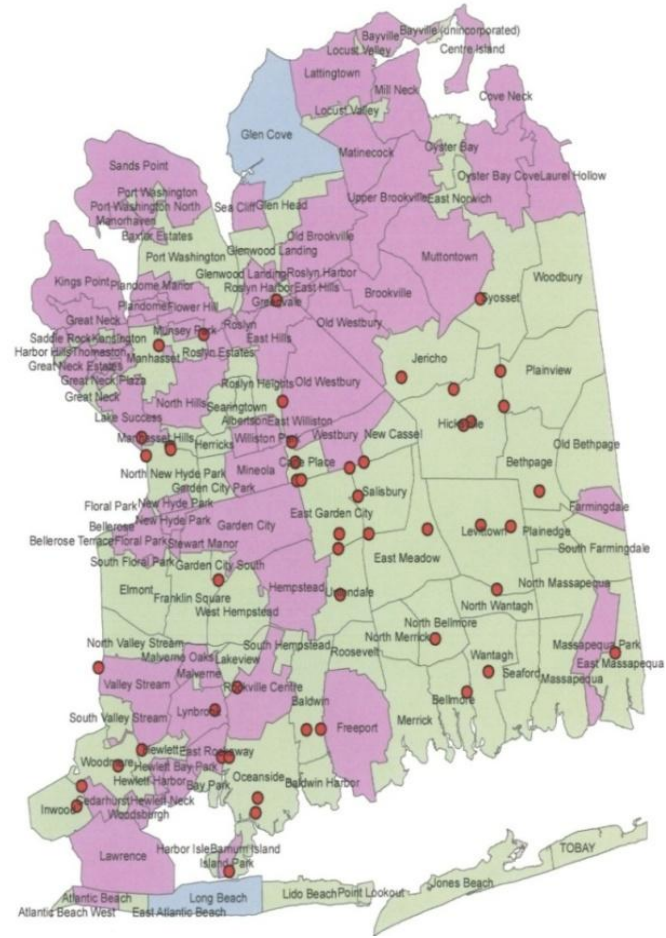 Bayville
Bayville (unincorporated)
Locust Valley
Centre Island
Lattingtown
Mill Neck
Cove Neck
Locust Valley
Glen Cove
Matinecock
Oyster Bay
Sands Point
Oyster Bay Cove
Laurel Hollow
Port Washington
Upper Brookville
East Norwich
Port Washington North
Sea Cliff
Glen Head
Manorhaven
Baxter Estates
Old Brookville
Glenwood Landing
Port Washington
Muttontown
Glenwood Landing
Roslyn Harbor
Woodbury
Kings Point
Plandome Manor
Roslyn Harbor
East Hills
Brookville
Syosset
Plandome
Flower Hill
Greenvale
Great Neck
Munsey Park
Roslyn
Old Westbury
Saddle Rock
Kensington
East Hills
Harbor Hills
Thomaston
Manhasset
Roslyn Estates
Jericho
Great Neck Estates
Plainview
Great Neck Plaza
Roslyn Heights
Old Westbury
Great Neck
North Hills
Searingtown
Lake Success
Albertson
East Williston
Hicksville
Manhasset Hills
Herricks
Williston Park
Westbury
New Cassel
Old Bethpage
Carle Place
Bethpage
North New Hyde Park
Mineola
Garden City Park
Salisbury
Floral Park
New Hyde Park
Farmingdale
East Garden City
Bellerose
New Hyde Park
Garden City
Levittown
Plainedge
Bellerose Terrace
Floral Park
Stewart Manor
South Farmingdale
South Floral Park
Garden City South
East Meadow
Elmont
Hempstead
Uniondale
North Massapequa
Franklin Square
North Wantagh
West Hempstead
North Bellmore
North Valley Stream
South Hempstead
North Merrick
Massapequa Park
Malverne Oaks
Lakeview
Roosevelt
Wantagh
East Massapequa
Malverne
Seaford
Massapequa
Valley Stream
Rockville Centre
Bellmore
Baldwin
Lynbrook
Freeport
Merrick
South Valley Stream
Hewlett
East Rockaway
Woodmere
Hewlett Bay Park
Oceanside
Baldwin Harbor
Hewlett Harbor
Bay Park
Cedarhurst
Hewlett Neck
Inwood
Woodsburgh
Harbor Isle
Barnum Island
Lawrence
Island Park
TOBAY
Jones Beach
Atlantic Beach
Long Beach
Lido Beach
Point Lookout
Atlantic Beach West
East Atlantic Beach